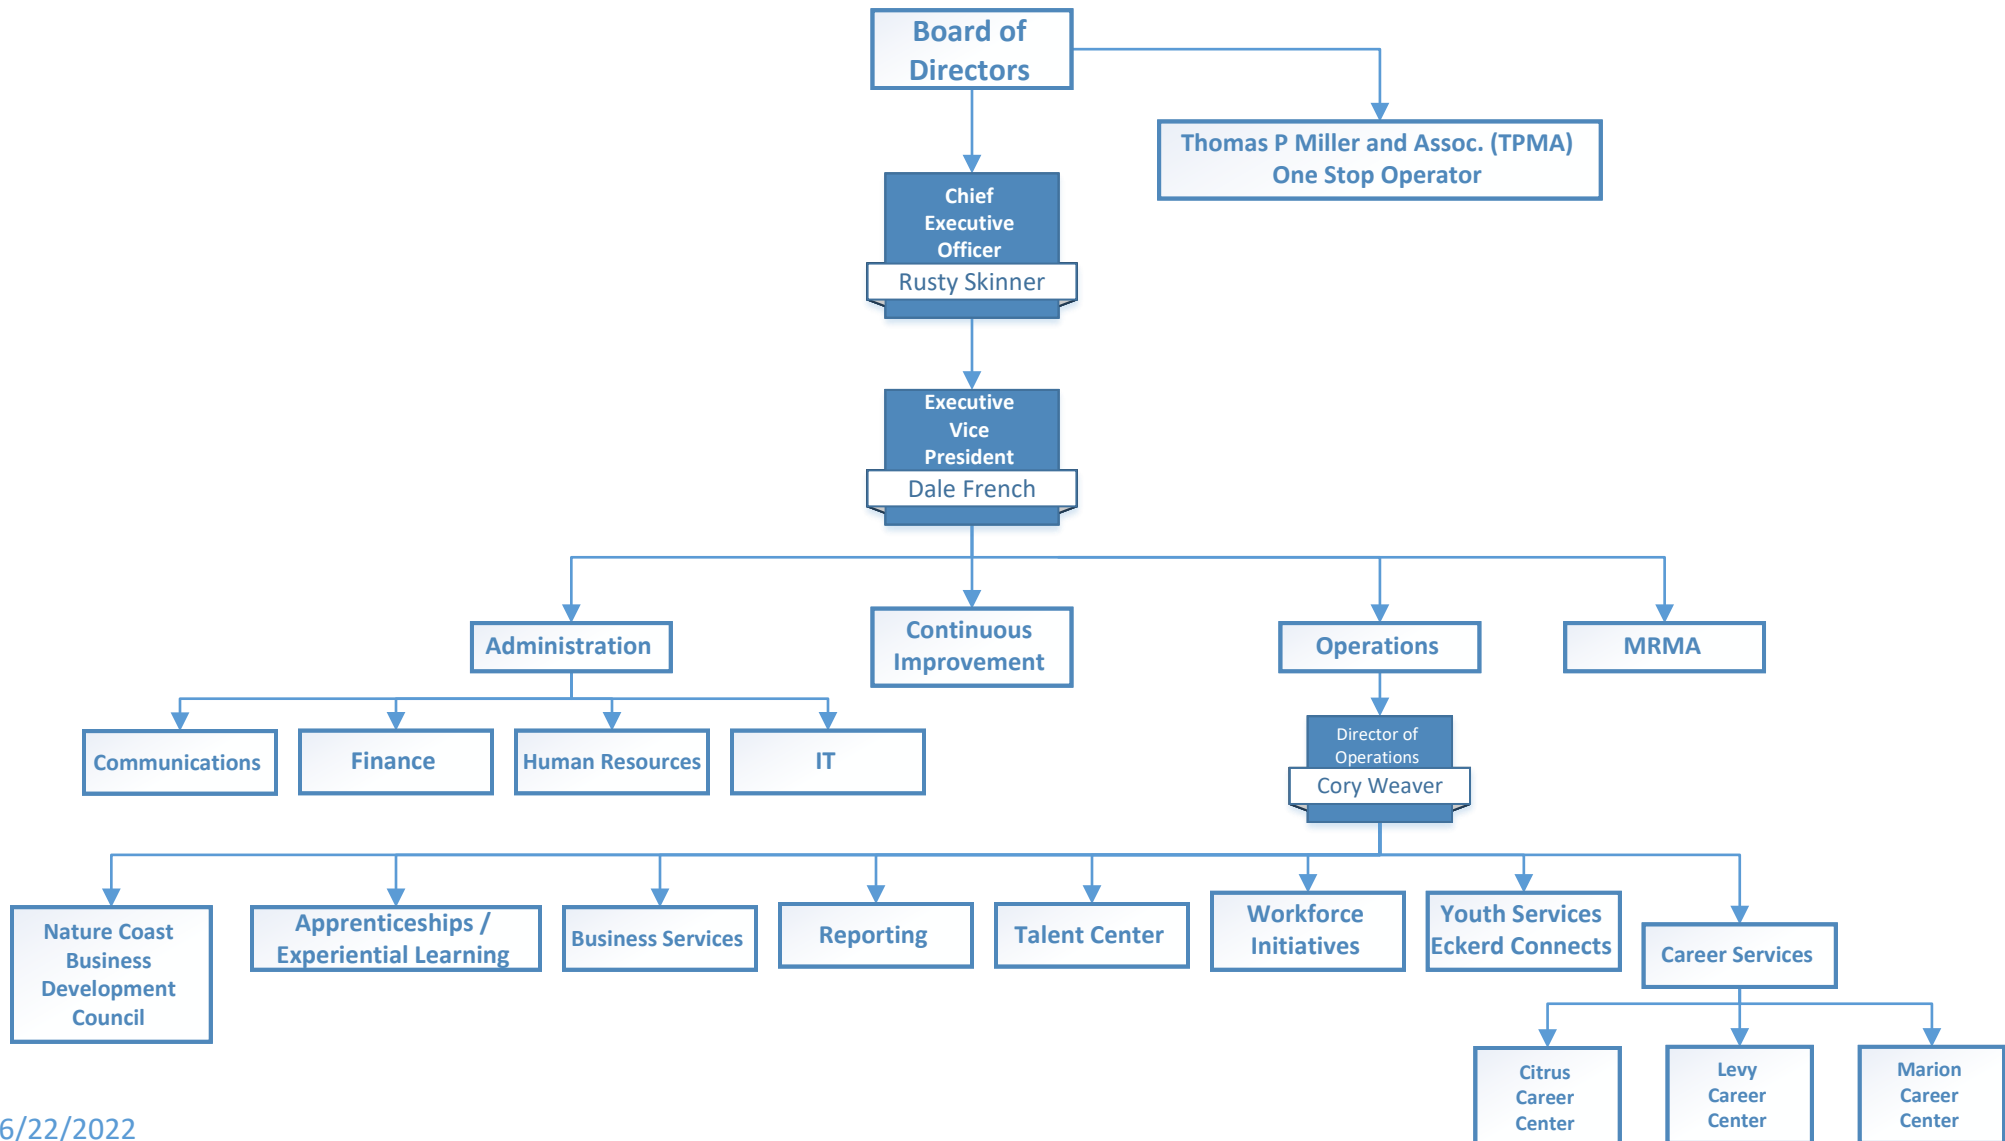 Board of
Directors
Thomas P Miller and Assoc. (TPMA)
One Stop Operator
Chief
Executive
Officer
Rusty Skinner
Executive
Vice
President
Dale French
Administration
Continuous
Improvement
Operations
MRMA
Communications
Finance
Human Resources
IT
Director of
Operations
Cory Weaver
Nature Coast
Business
Development
Council
Apprenticeships /
Experiential Learning
Business Services
Reporting
Talent Center
Workforce
Initiatives
Youth Services
Eckerd Connects
Career Services
Citrus
Career
Center
Levy
Career
Center
Marion
Career
Center
6/22/2022